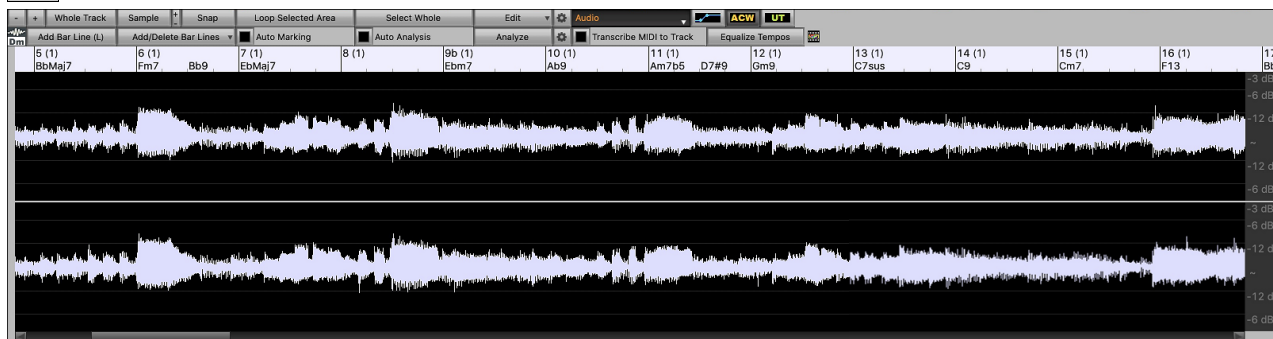 - + Whole Track Sample + - Snap Loop Selected Area Select Whole Edit Audio ACW UT
Dm Add Bar Line (L) Add/Delete Bar Lines Auto Marking Auto Analysis Analyze Transcribe MIDI to Track Equalize Tempos
5 (1) 6 (1) 7 (1) 8 (1) 9b (1) 10 (1) 11 (1) 12 (1) 13 (1) 14 (1) 15 (1) 16 (1) 17
BbMaj7 Fm7 Bb9 EbMaj7 Ebm7 Ab9 Am7b5 D7#9 Gm9 C7sus C9 Cm7 F13 Bb
-3 dB
-6 dB
-12 d
~
-12 d
-6 dB
-3 dB
-6 dB
-12 d
~
-12 d
-6 dB